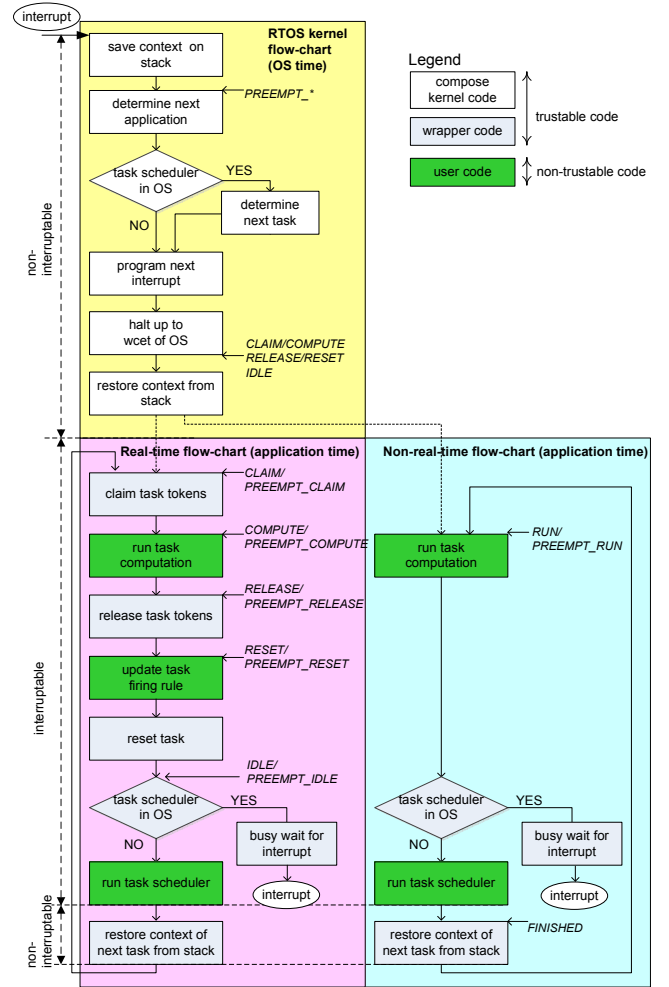 interrupt
RTOS kernel
flow-chart
(OS time)
save context on
stack
PREEMPT_*
determine next
application
task scheduler
in OS
YES
NO
determine
next task
program next
interrupt
halt up to
wcet of OS
CLAIM/COMPUTE
RELEASE/RESET
IDLE
restore context from
stack
non-
interruptable
Legend
compose
kernel code
wrapper code
trustable code
user code
non-trustable code
Real-time flow-chart (application time)
claim task tokens
CLAIM/
PREEMPT_CLAIM
run task
computation
COMPUTE/
PREEMPT_COMPUTE
release task tokens
RELEASE/
PREEMPT_RELEASE
update task
firing rule
RESET/
PREEMPT_RESET
reset task
IDLE/
PREEMPT_IDLE
task scheduler
in OS
YES
NO
busy wait for
interrupt
interrupt
run task scheduler
restore context of
next task from stack
interruptable
non-
interruptable
Non-real-time flow-chart (application time)
run task
computation
RUN/
PREEMPT_RUN
task scheduler
in OS
YES
NO
busy wait for
interrupt
interrupt
run task scheduler
restore context of
next task from stack
FINISHED